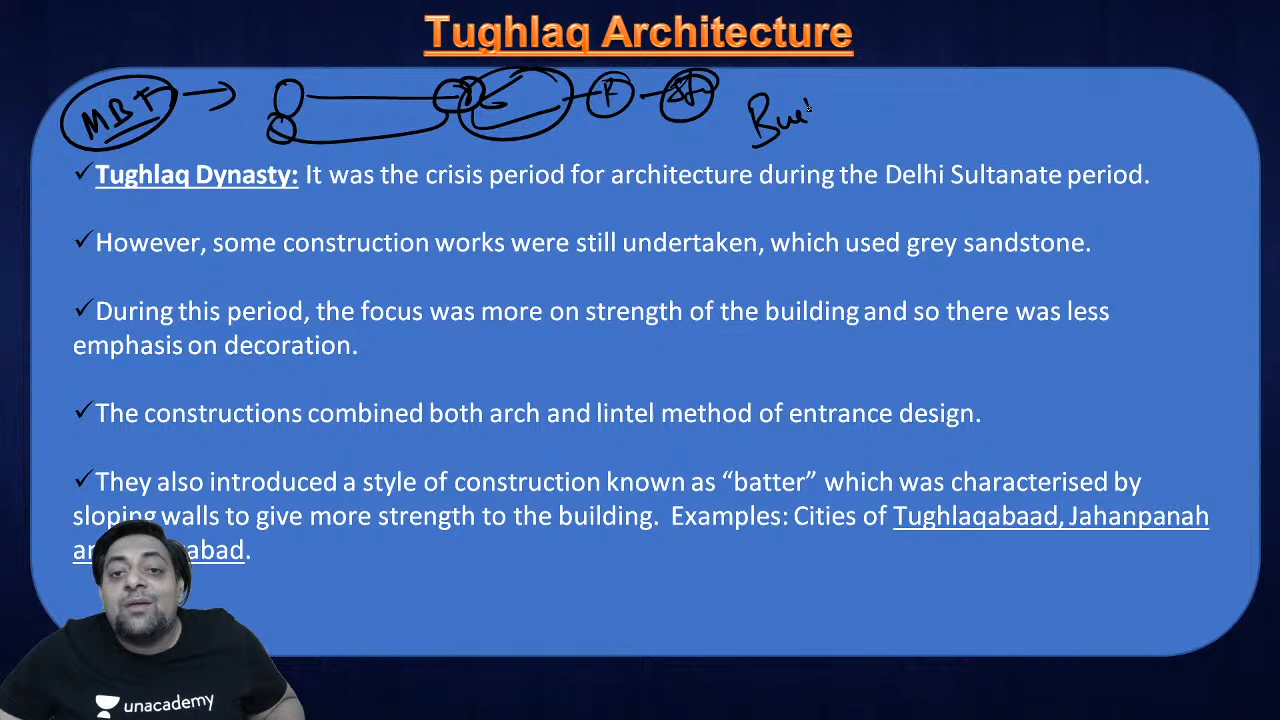 Tughlaq Architecture
MBT
✓Tughlaq Dynasty: It was the crisis period for architecture during the Delhi Sultanate period.
✓However, some construction works were still undertaken, which used grey sandstone.
✓During this period, the focus was more on strength of the building and so there was less
emphasis on decoration.
✓The constructions combined both arch and lintel method of entrance design.
✓They also introduced a style of construction known as “batter” which was characterised by
sloping walls to give more strength to the building. Examples: Cities of Tughlaqabaad, Jahanpanah
unacademy